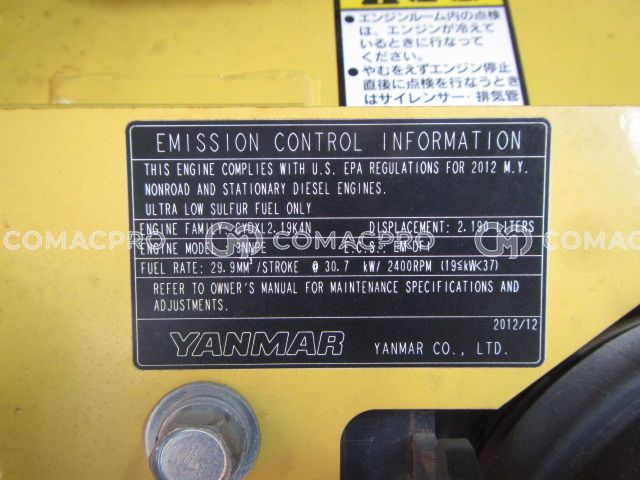 ●エンジンルーム内の点検
は、エンジンが冷えて
いるときに行なって
ください。
●やむをえずエンジン停止
直後に点検を行なうとき
はサイレンサー・排気管
EMISSION CONTROL INFORMATION
THIS ENGINE COMPLIES WITH U.S. EPA REGULATIONS FOR 2012 M.Y.
NONROAD AND STATIONARY DIESEL ENGINES.
ULTRA LOW SULFUR FUEL ONLY
ENGINE FAMILY: CYDXL2.19K4N DISPLACEMENT: 2.190 LITERS
ENGINE MODEL: E.C.S.:
FUEL RATE: 29.9MM³/STROKE @ 30.7 kW/ 2400RPM (19≦kW<37)
REFER TO OWNER'S MANUAL FOR MAINTENANCE SPECIFICATIONS AND
ADJUSTMENTS.
2012/12
YANMAR YANMAR CO., LTD.
COMACPRO COMACPRO COMACPRO